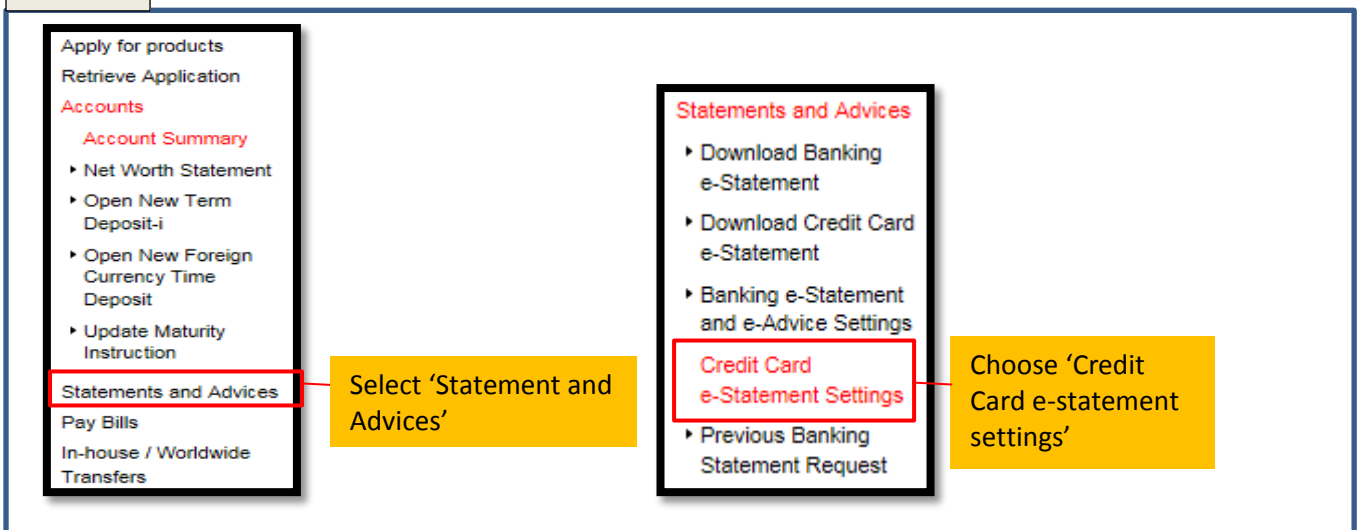 Apply for products
Retrieve Application
Accounts
Account Summary
‣ Net Worth Statement
‣ Open New Term
Deposit-i
‣ Open New Foreign
Currency Time
Deposit
‣ Update Maturity
Instruction
Statements and Advices
Pay Bills
In-house / Worldwide
Transfers
Select ‘Statement and
Advices’
Statements and Advices
‣ Download Banking
e-Statement
‣ Download Credit Card
e-Statement
‣ Banking e-Statement
and e-Advice Settings
Credit Card
e-Statement Settings
‣ Previous Banking
Statement Request
Choose ‘Credit
Card e-statement
settings’